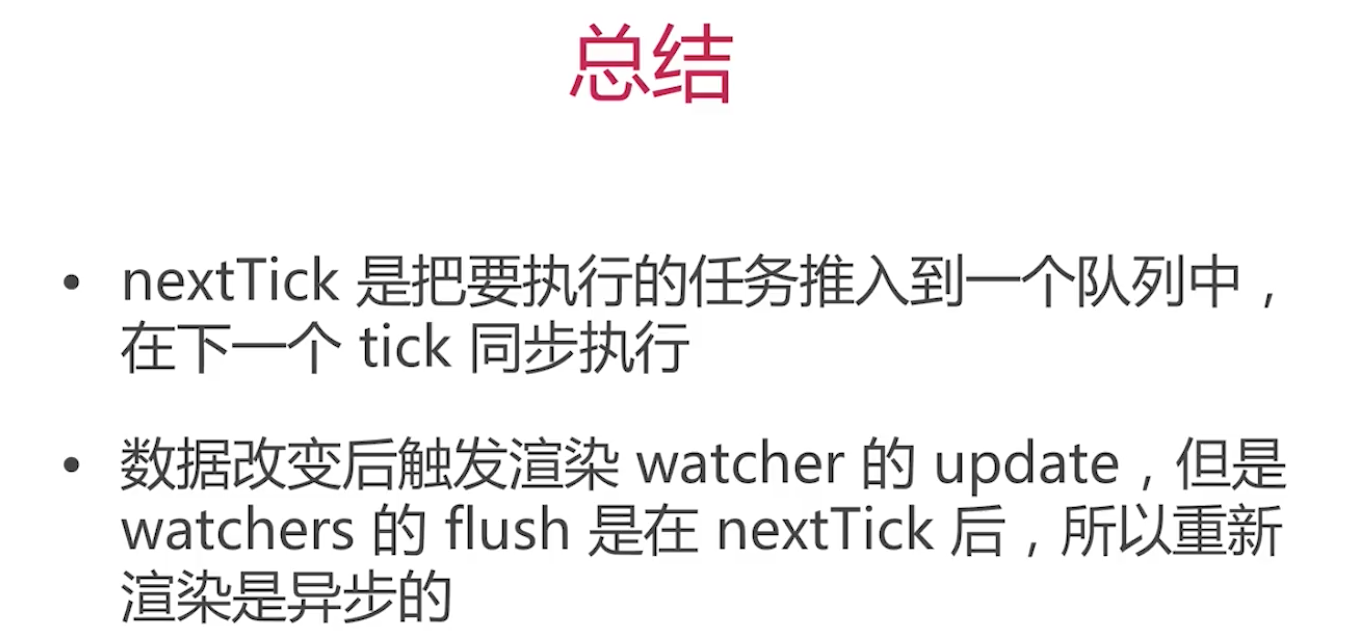 总结
• nextTick 是把要执行的任务推入到一个队列中，
在下一个 tick 同步执行
• 数据改变后触发渲染 watcher 的 update，但是
watchers 的 flush 是在 nextTick 后，所以重新
渲染是异步的